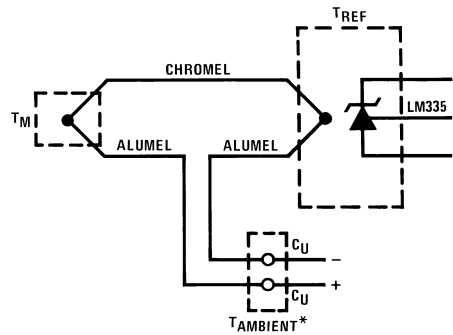 T_REF
CHROMEL
LM335
T_M
ALUMEL ALUMEL
C_U −
+
C_U
T_AMBIENT*